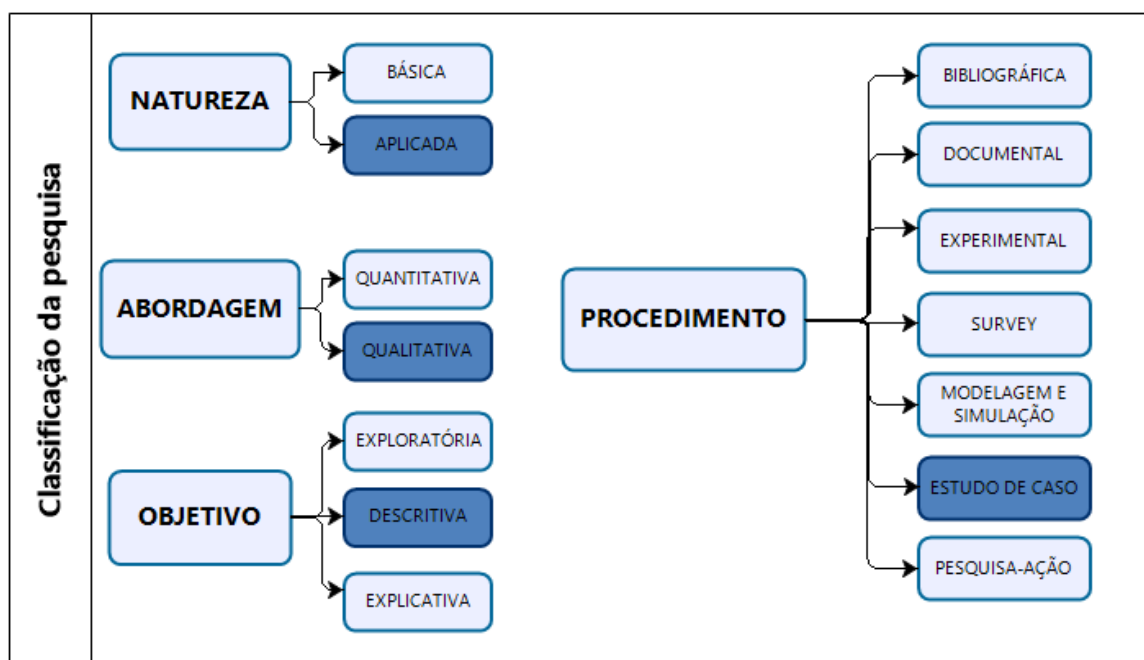 Classificação da pesquisa
NATUREZA
BÁSICA
APLICADA
ABORDAGEM
QUANTITATIVA
QUALITATIVA
OBJETIVO
EXPLORATÓRIA
DESCRITIVA
EXPLICATIVA
PROCEDIMENTO
BIBLIOGRÁFICA
DOCUMENTAL
EXPERIMENTAL
SURVEY
MODELAGEM E
SIMULAÇÃO
ESTUDO DE CASO
PESQUISA-AÇÃO